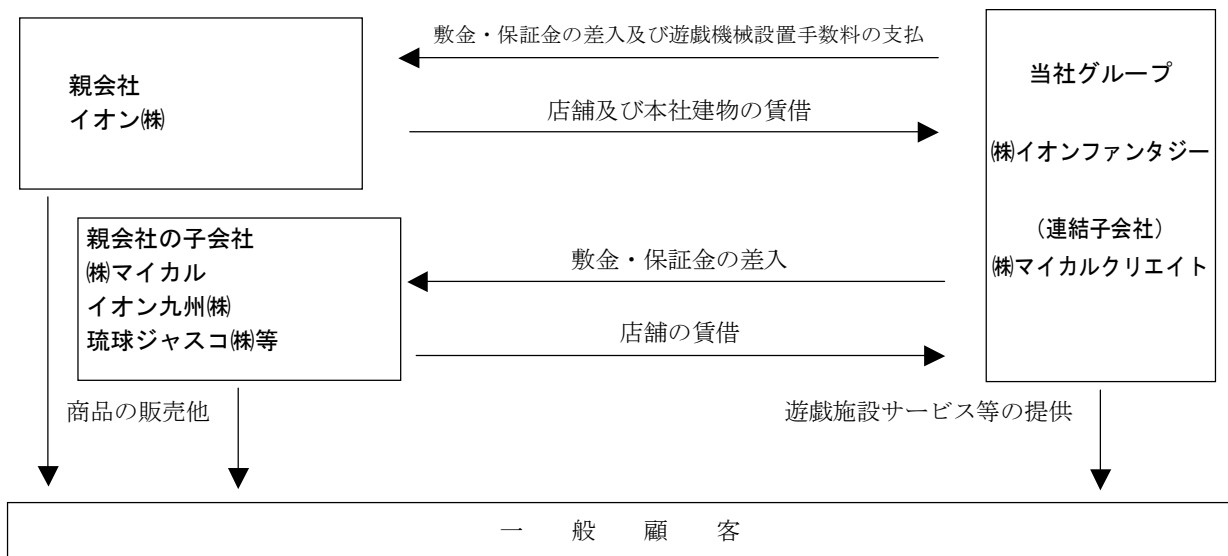 敷金・保証金の差入及び遊戯機械設置手数料の支払
親会社
イオン㈱
店舗及び本社建物の賃借
当社グループ
㈱イオンファンタジー
（連結子会社）
㈱マイカルクリエイト
親会社の子会社
㈱マイカル
イオン九州㈱
琉球ジャスコ㈱等
敷金・保証金の差入
店舗の賃借
商品の販売他
遊戯施設サービス等の提供
一般顧客